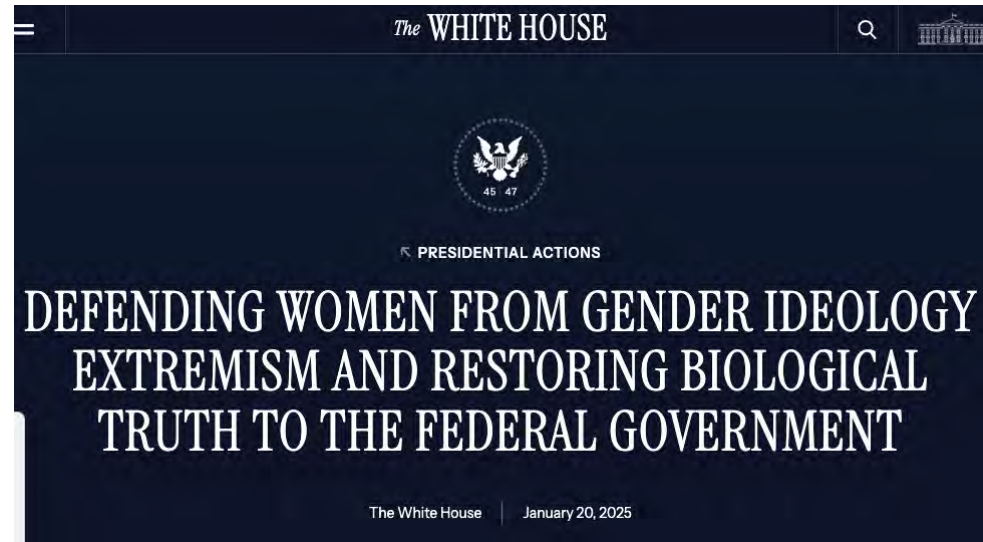 The WHITE HOUSE
45 47
PRESIDENTIAL ACTIONS
DEFENDING WOMEN FROM GENDER IDEOLOGY
EXTREMISM AND RESTORING BIOLOGICAL
TRUTH TO THE FEDERAL GOVERNMENT
The White House | January 20, 2025